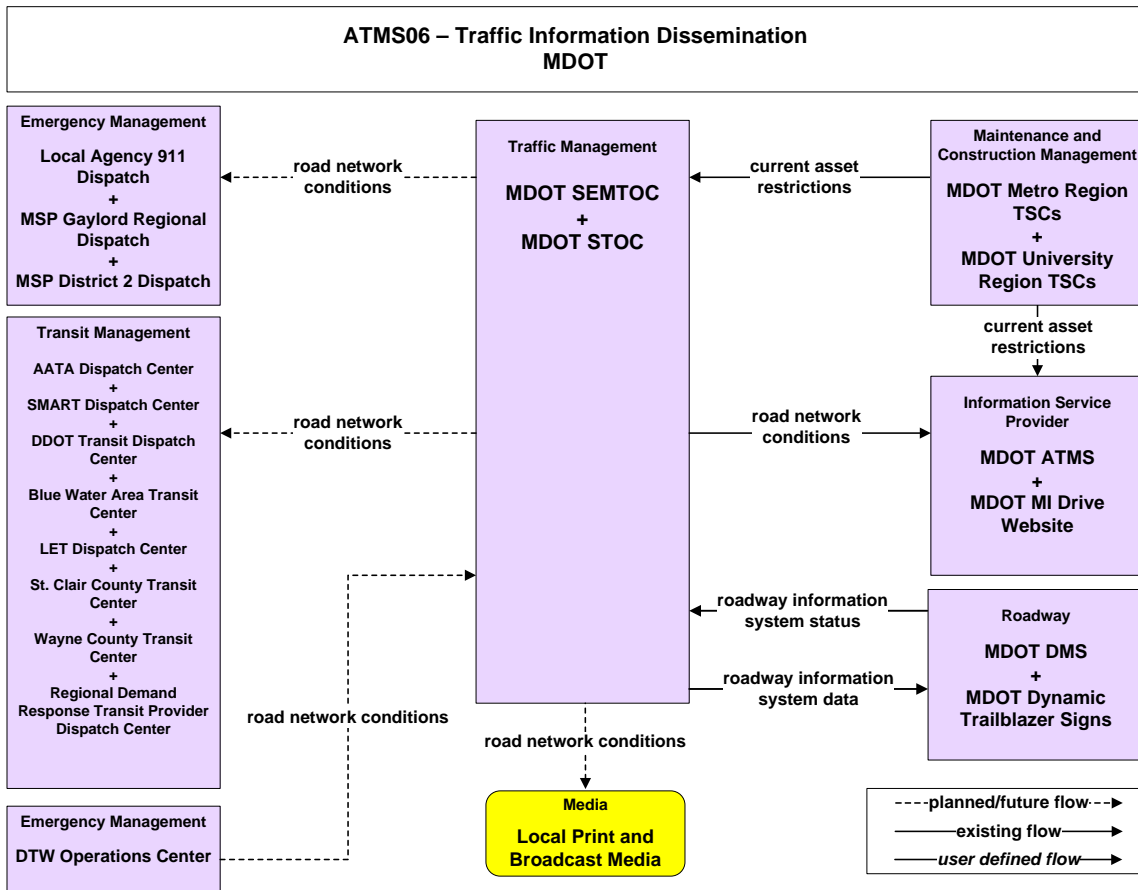 ATMS06 – Traffic Information Dissemination
MDOT
Emergency Management
Local Agency 911
Dispatch
+
MSP Gaylord Regional
Dispatch
+
MSP District 2 Dispatch
road network
conditions
Traffic Management
MDOT SEMTOC
+
MDOT STOC
current asset
restrictions
Maintenance and
Construction Management
MDOT Metro Region
TSCs
+
MDOT University
Region TSCs
current asset
restrictions
Transit Management
AATA Dispatch Center
+
SMART Dispatch Center
+
DDOT Transit Dispatch
Center
+
Blue Water Area Transit
Center
+
LET Dispatch Center
+
St. Clair County Transit
Center
+
Wayne County Transit
Center
+
Regional Demand
Response Transit Provider
Dispatch Center
road network
conditions
road network
conditions
Information Service
Provider
MDOT ATMS
+
MDOT MI Drive
Website
roadway information
system status
roadway information
system data
Roadway
MDOT DMS
+
MDOT Dynamic
Trailblazer Signs
road network conditions
road network conditions
Emergency Management
DTW Operations Center
Media
Local Print and
Broadcast Media
planned/future flow
existing flow
user defined flow